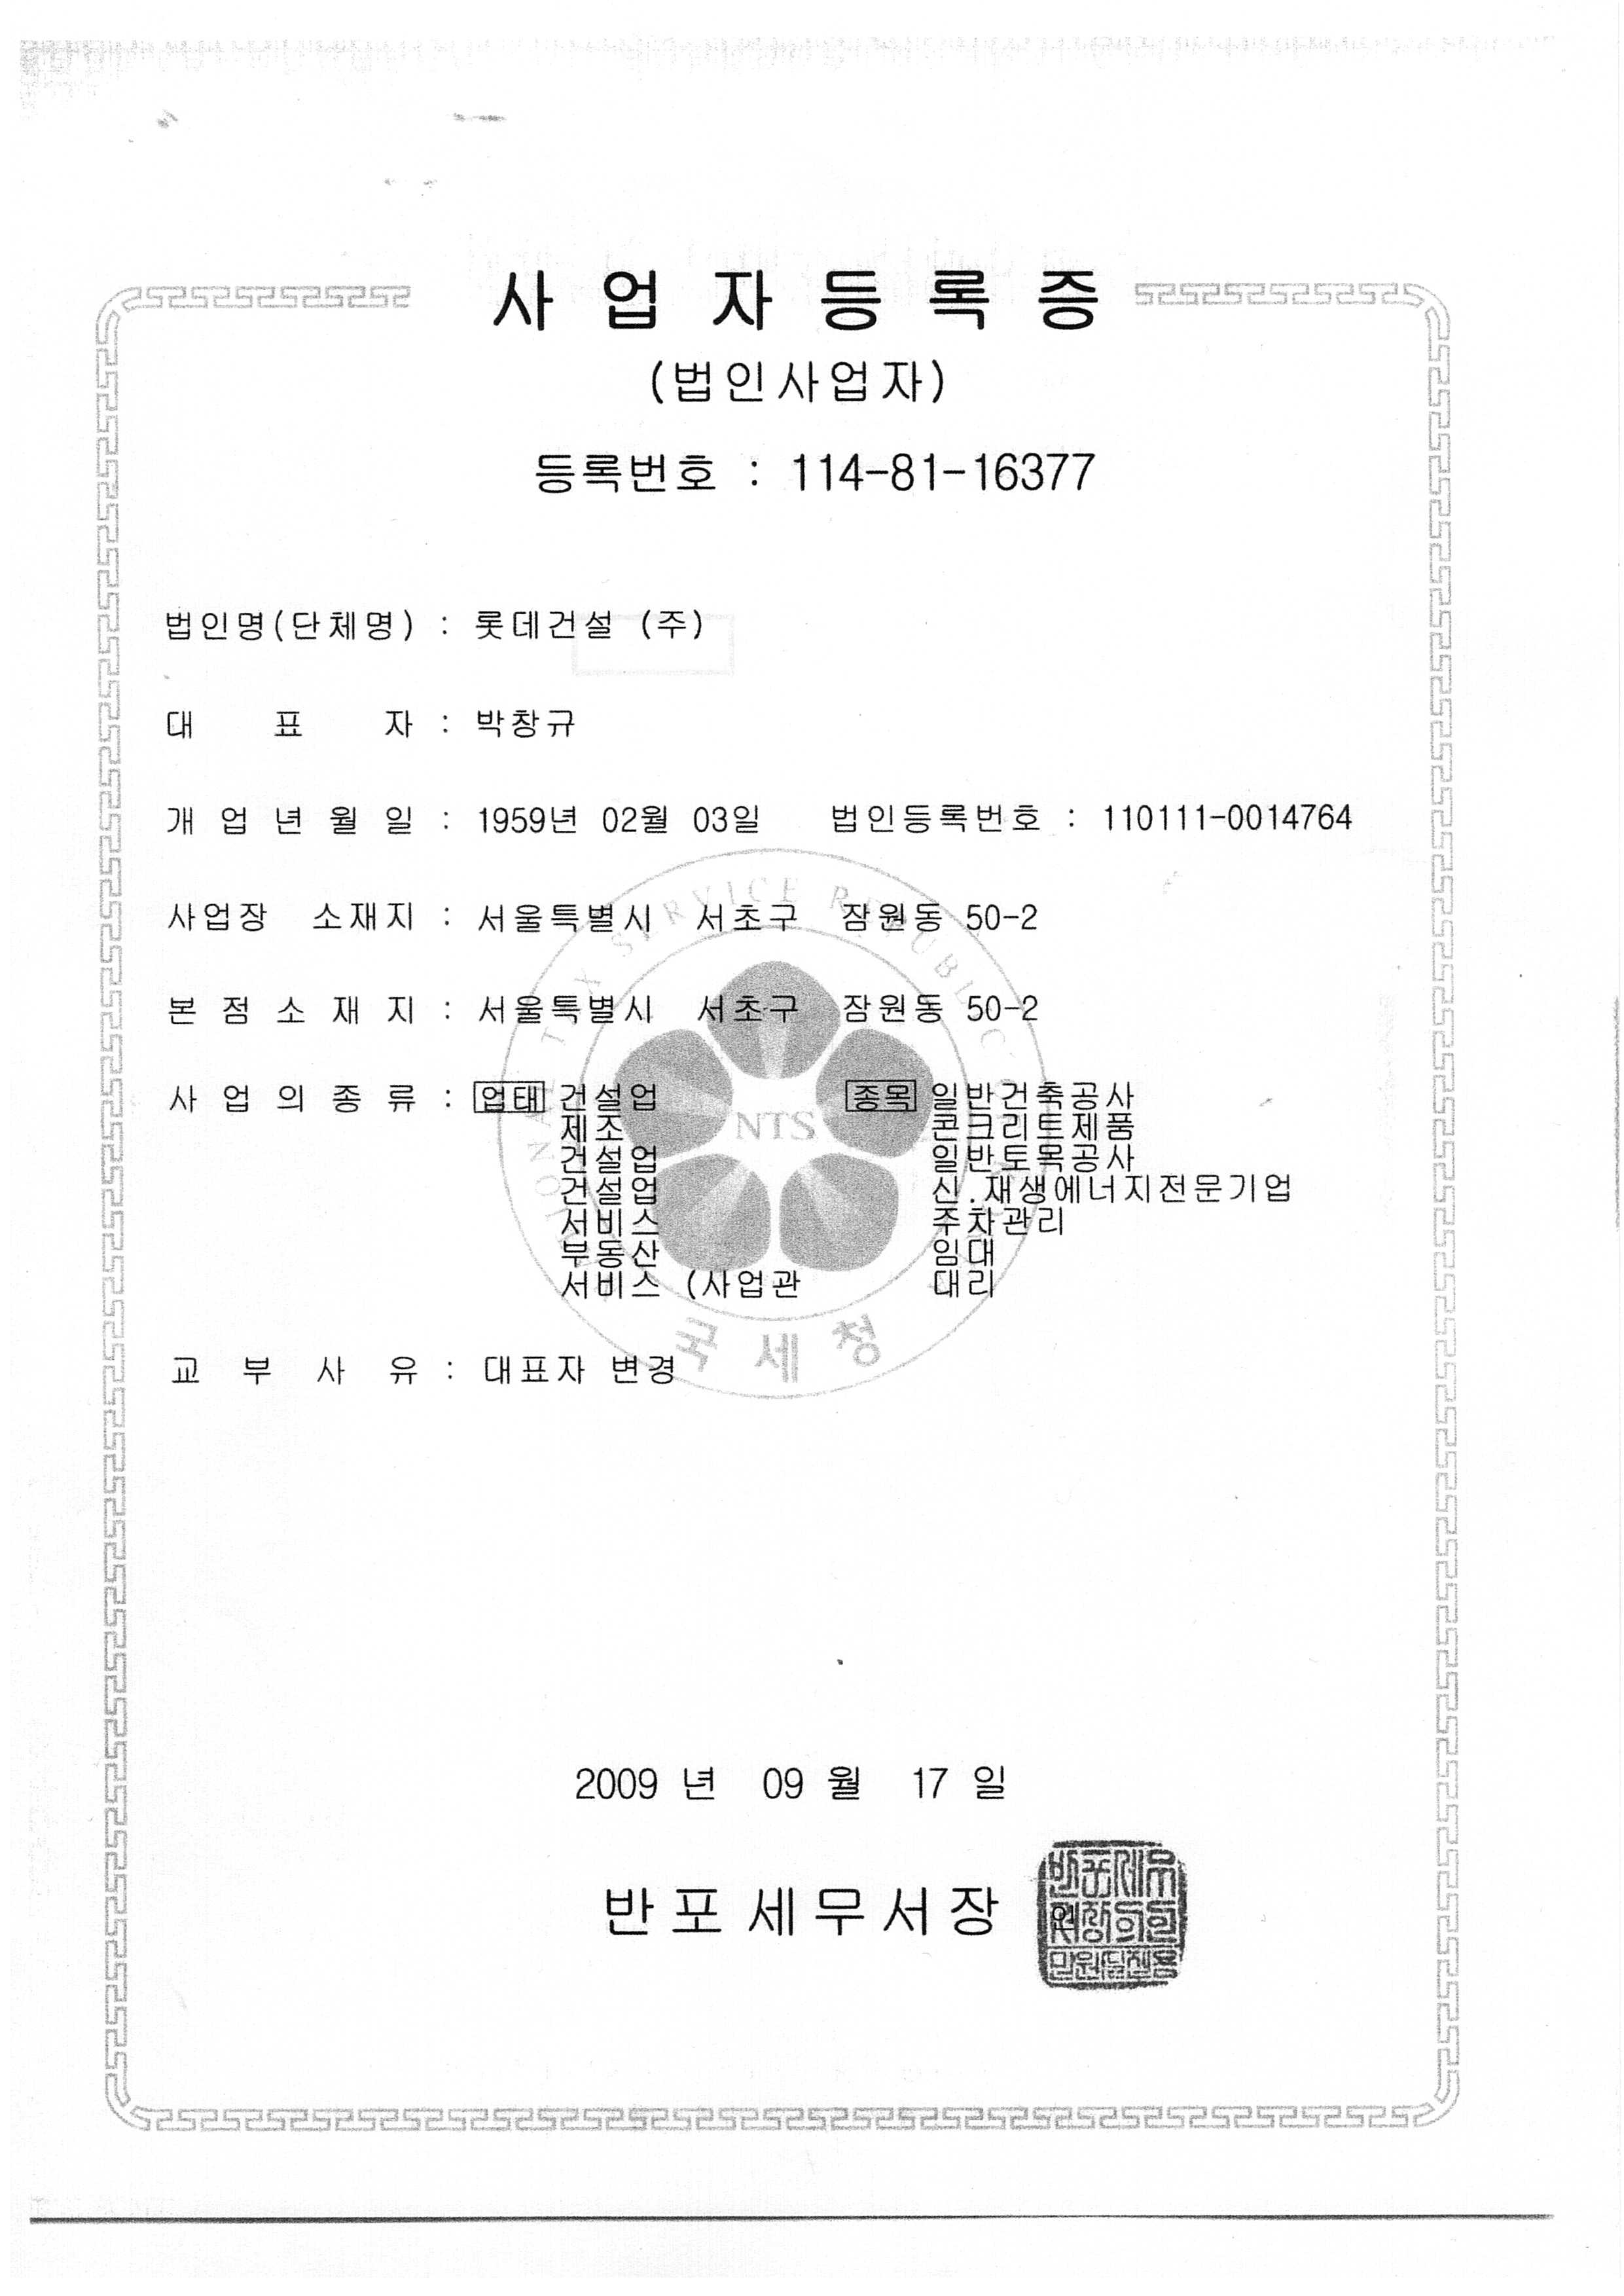 사 업 자 등 록 증
(법인사업자)
등록번호 : 114-81-16377
법인명(단체명) : 롯데건설 (주)
대 표 자 : 박창규
개 업 년 월 일 : 1959년 02월 03일 법인등록번호 : 110111-0014764
사업장 소재지 : 서울특별시 서초구 잠원동 50-2
본 점 소 재 지 : 서울특별시 서초구 잠원동 50-2
사 업 의 종 류 : 업태 건설업 종목 일반건축공사
제조 콘크리트제품
건설업 일반토목공사
건설업 신.재생에너지전문기업
서비스 주차관리
부동산 임대
서비스 (사업관 대리
NTS
국세청
교 부 사 유 : 대표자 변경
2009 년 09 월 17 일
반 포 세 무 서 장